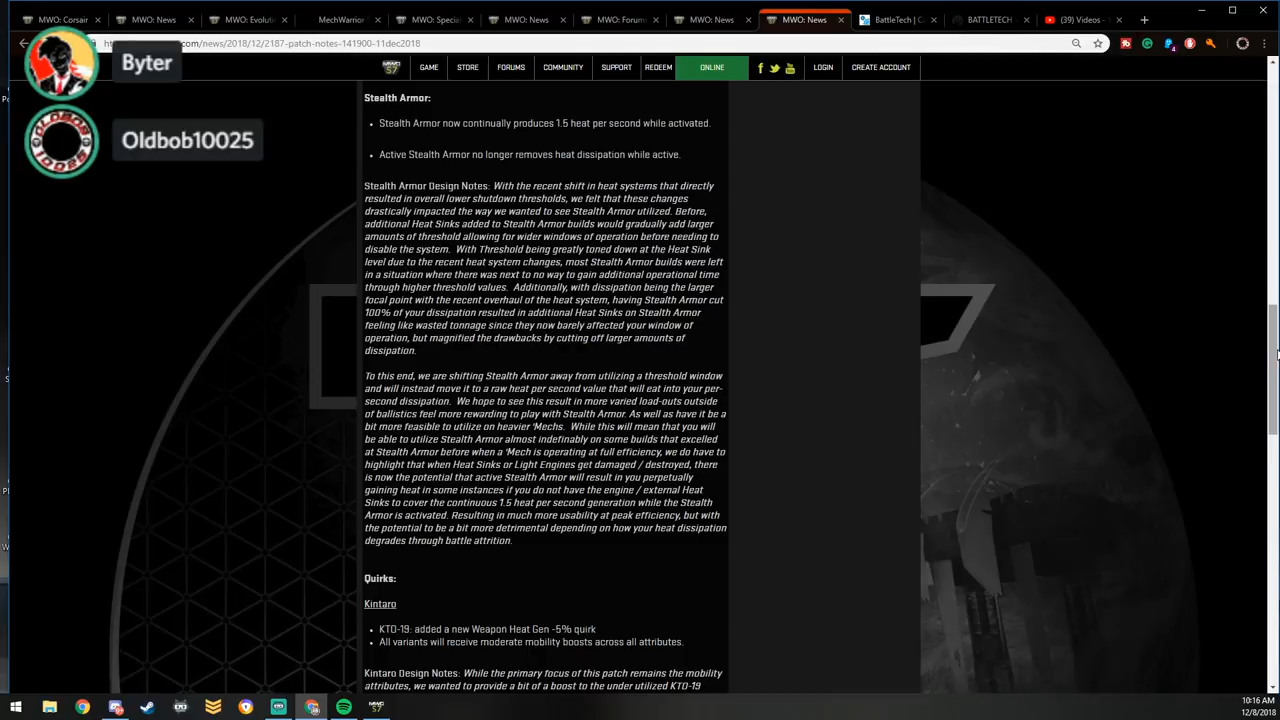 MWO: Corsair
MWO: News
MWO: Evoluti
MechWarrior
MWO: Speci
MWO: News
MWO: Forum
MWO: News
MWO: News
BattleTech | C
BATTLETECH
(39) Videos -
.com/news/2018/12/2187-patch-notes-141900-11dec2018
Byter
GAME STORE FORUMS COMMUNITY SUPPORT REDEEM ONLINE LOGIN CREATE ACCOUNT
Oldbob10025
Stealth Armor:
• Stealth Armor now continually produces 1.5 heat per second while activated.
• Active Stealth Armor no longer removes heat dissipation while active.
Stealth Armor Design Notes: With the recent shift in heat systems that directly
resulted in overall lower shutdown thresholds, we felt that these changes
drastically impacted the way we wanted to see Stealth Armor utilized. Before,
additional Heat Sinks added to Stealth Armor builds would gradually add larger
amounts of threshold allowing for wider windows of operation before needing to
disable the system. With Threshold being greatly toned down at the Heat Sink
level due to the recent heat system changes, most Stealth Armor builds were left
in a situation where there was next to no way to gain additional operational time
through higher threshold values. Additionally, with dissipation being the larger
focal point with the recent overhaul of the heat system, having Stealth Armor cut
100% of your dissipation resulted in additional Heat Sinks on Stealth Armor
feeling like wasted tonnage since they now barely affected your window of
operation, but magnified the drawbacks by cutting off larger amounts of
dissipation.
To this end, we are shifting Stealth Armor away from utilizing a threshold window
and will instead move it to a raw heat per second value that will eat into your per-
second dissipation. We hope to see this result in more varied load-outs outside
of ballistics feel more rewarding to play with Stealth Armor. As well as have it be a
bit more feasible to utilize on heavier 'Mechs. While this will mean that you will
be able to utilize Stealth Armor almost indefinably on some builds that excelled
at Stealth Armor before when a 'Mech is operating at full efficiency, we do have to
highlight that when Heat Sinks or Light Engines get damaged / destroyed, there
is now the potential that active Stealth Armor will result in you perpetually
gaining heat in some instances if you do not have the engine / external Heat
Sinks to cover the continuous 1.5 heat per second generation while the Stealth
Armor is activated. Resulting in much more usability at peak efficiency, but with
the potential to be a bit more detrimental depending on how your heat dissipation
degrades through battle attrition.
Quirks:
Kintaro
• KTO-19: added a new Weapon Heat Gen -5% quirk
• All variants will receive moderate mobility boosts across all attributes.
Kintaro Design Notes: While the primary focus of this patch remains the mobility
attributes, we wanted to provide a bit of a boost to the under utilized KTO-19
10:16 AM
12/8/2018